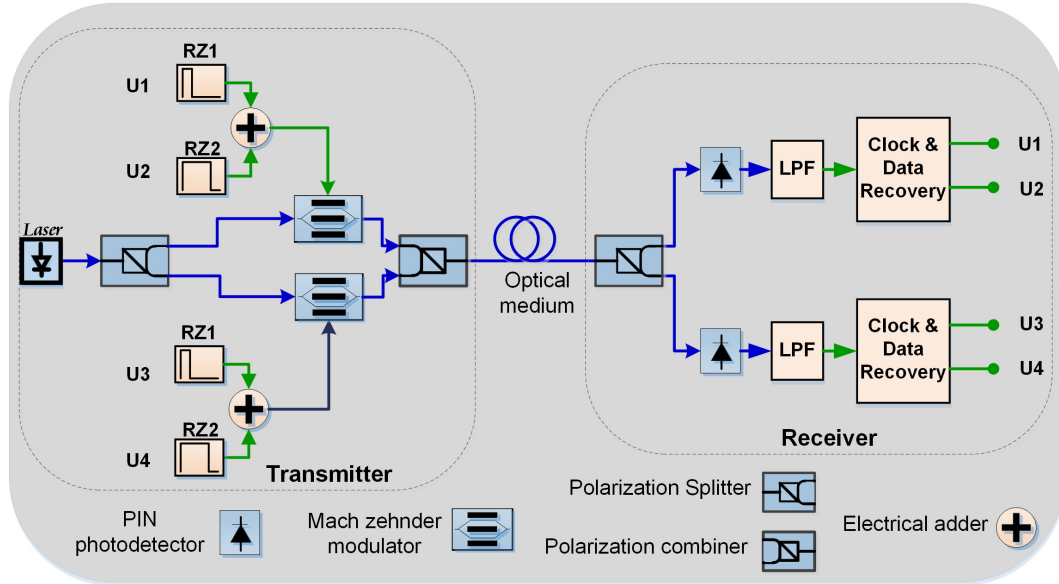 RZ1
U1
RZ2
U2
Laser
RZ1
U3
RZ2
U4
Transmitter
Optical
medium
LPF
Clock &
Data
Recovery
U1
U2
LPF
Clock &
Data
Recovery
U3
U4
Receiver
PIN
photodetector
Mach zehnder
modulator
Polarization Splitter
Polarization combiner
Electrical adder